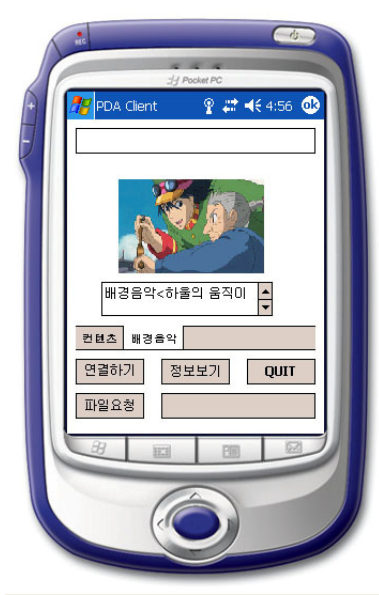 REC
Pocket PC
PDA Client 4:56 ok
배경음악<하울의 움직이
컨텐츠 배경음악
연결하기 정보보기 QUIT
파일요청